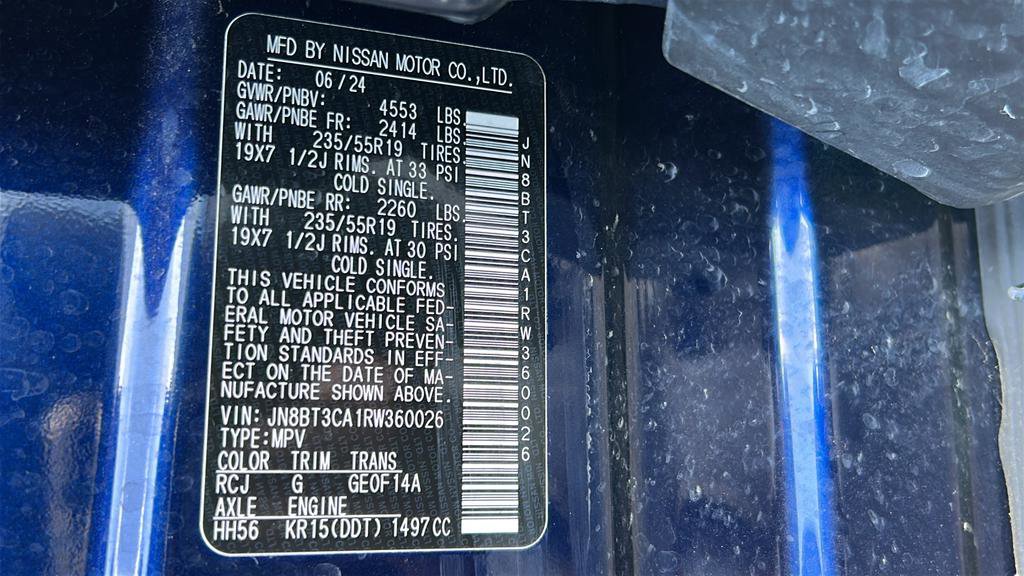 MFD BY NISSAN MOTOR CO.,LTD.
DATE: 06/24
GVWR/PNBV: 4553 LBS
GAWR/PNBE FR: 2414 LBS
WITH 235/55R19 TIRES.
19X7 1/2J RIMS. AT 33 PSI
COLD SINGLE.
GAWR/PNBE RR: 2260 LBS
WITH 235/55R19 TIRES.
19X7 1/2J RIMS. AT 30 PSI
COLD SINGLE.
THIS VEHICLE CONFORMS
TO ALL APPLICABLE FED-
ERAL MOTOR VEHICLE SA-
FETY AND THEFT PREVEN-
TION STANDARDS IN EFF-
ECT ON THE DATE OF MA-
NUFACTURE SHOWN ABOVE.
VIN: JN8BT3CA1RW360026
TYPE:MPV
COLOR TRIM TRANS
RCJ G GE0F14A
AXLE ENGINE
HH56 KR15(DDT) 1497CC
JN8BT3CA1RW360026